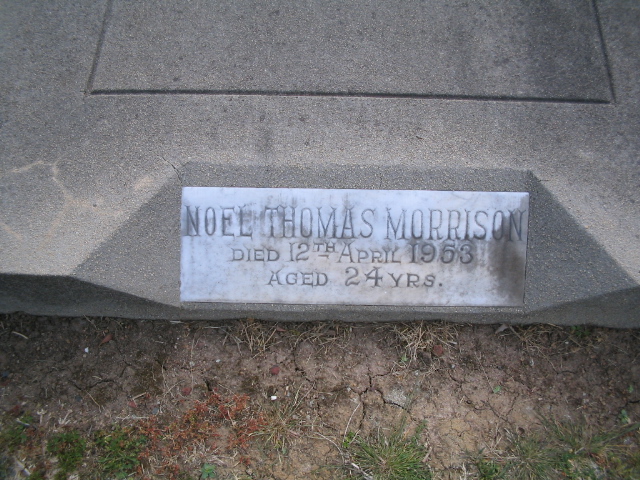 NOEL THOMAS MORRISON
DIED 12TH APRIL 1963
AGED 24 YRS.